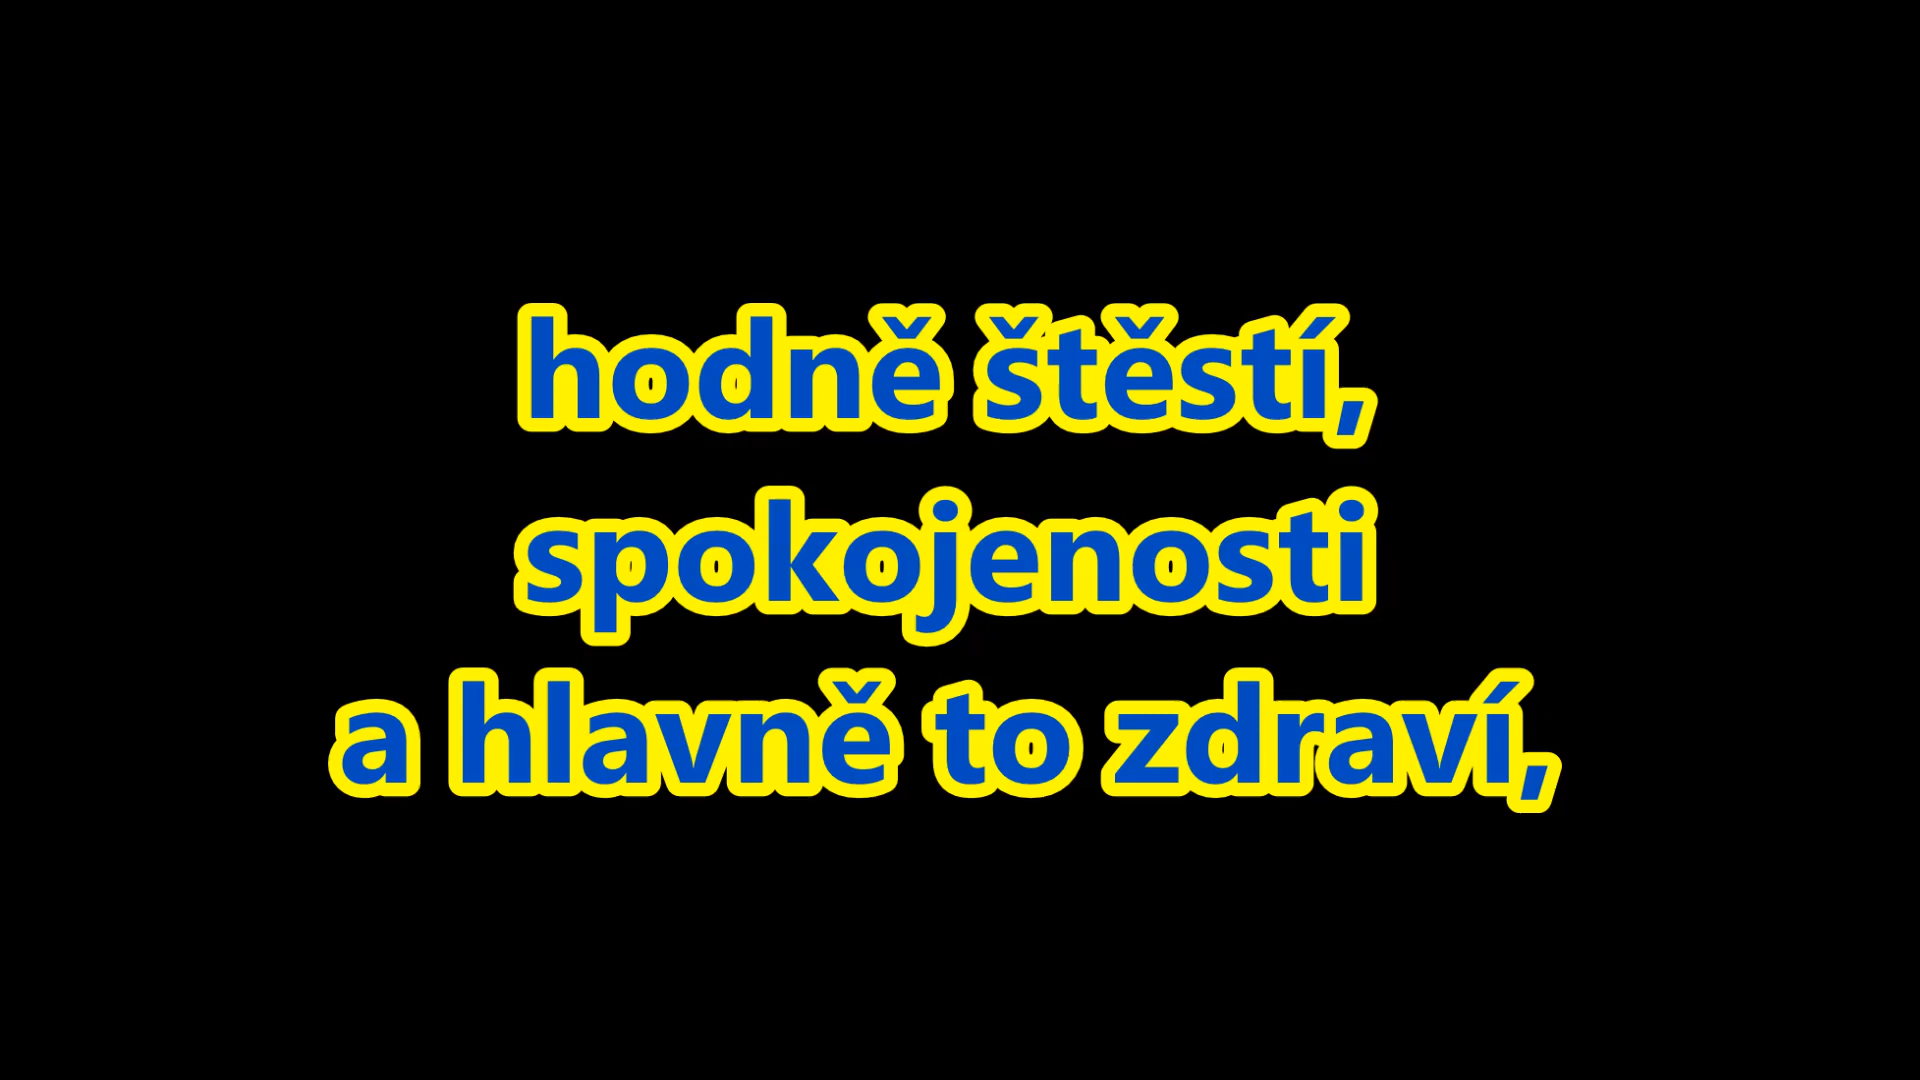 hodně štěstí,
spokojenosti
a hlavně to zdraví,